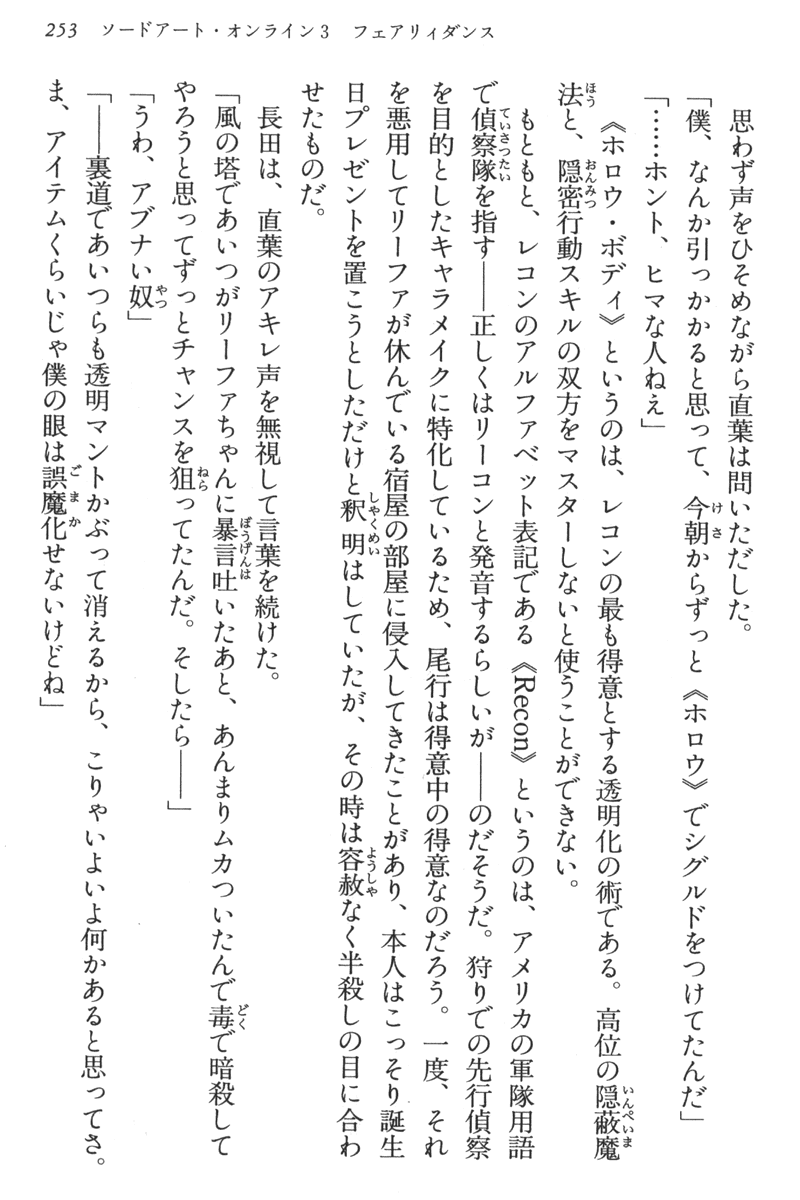 253 ソードアート・オンライン3 フェアリィダンス
思わず声をひそめながら直葉は問いただした。
「僕、なんか引っかかると思って、今朝からずっと《ホロウ》でシグルドをつけてたんだ」
「……ホント、ヒマな人ねぇ」
《ホロウ・ボディ》というのは、レコンの最も得意とする透明化の術である。高位の隠蔽魔
法と、隠密行動スキルの双方をマスターしないと使うことができない。
もともと、レコンのアルファベット表記である《Recon》というのは、アメリカの軍隊用語
で偵察隊を指す――正しくはリーコンと発音するらしいが――のだそうだ。狩りでの先行偵察
を目的としたキャラメイクに特化しているため、尾行は得意中の得意なのだろう。一度、それ
を悪用してリーファが休んでいる宿屋の部屋に侵入してきたことがあり、本人はこっそり誕生
日プレゼントを置こうとしただけと釈明はしていたが、その時は容赦なく半殺しの目に合わ
せたものだ。
長田は、直葉のアキレ声を無視して言葉を続けた。
「風の塔であいつがリーファちゃんに暴言吐いたあと、あんまりムカついたんで毒で暗殺して
やろうと思ってずっとチャンスを狙ってたんだ。そしたら――」
「うわ、アブナい奴」
「――裏道であいつらも透明マントかぶって消えるから、こりゃいよいよ何かあると思ってさ。
ま、アイテムくらいじゃ僕の眼は誤魔化せないけどね」